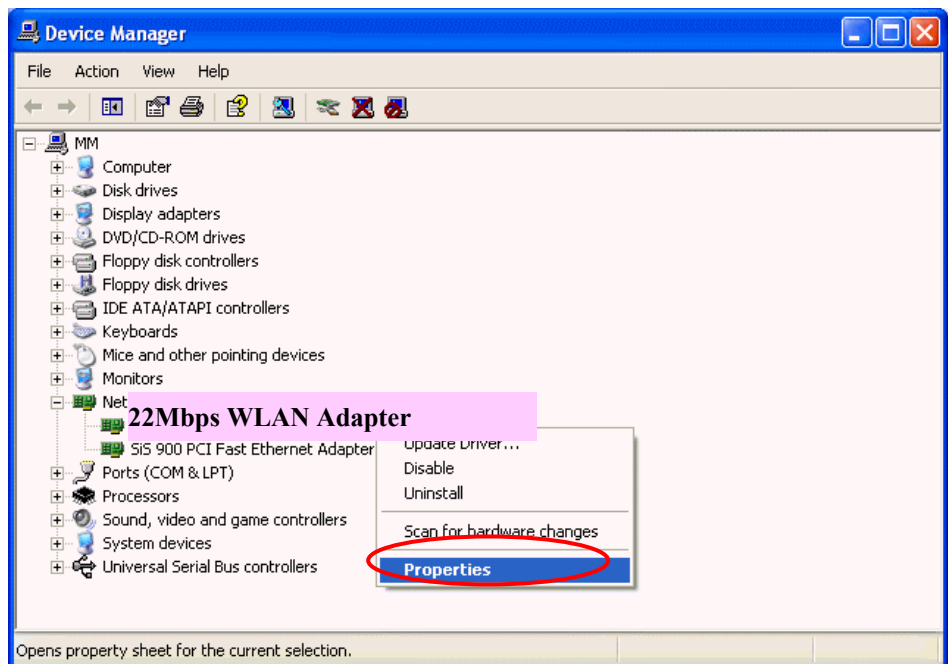 Device Manager
File Action View Help
MM
Computer
Disk drives
Display adapters
DVD/CD-ROM drives
Floppy disk controllers
Floppy disk drives
IDE ATA/ATAPI controllers
Keyboards
Mice and other pointing devices
Monitors
Net
22Mbps WLAN Adapter
SiS 900 PCI Fast Ethernet Adapter
Ports (COM & LPT)
Processors
Sound, video and game controllers
System devices
Universal Serial Bus controllers
Update Driver...
Disable
Uninstall
Scan for hardware changes
Properties
Opens property sheet for the current selection.